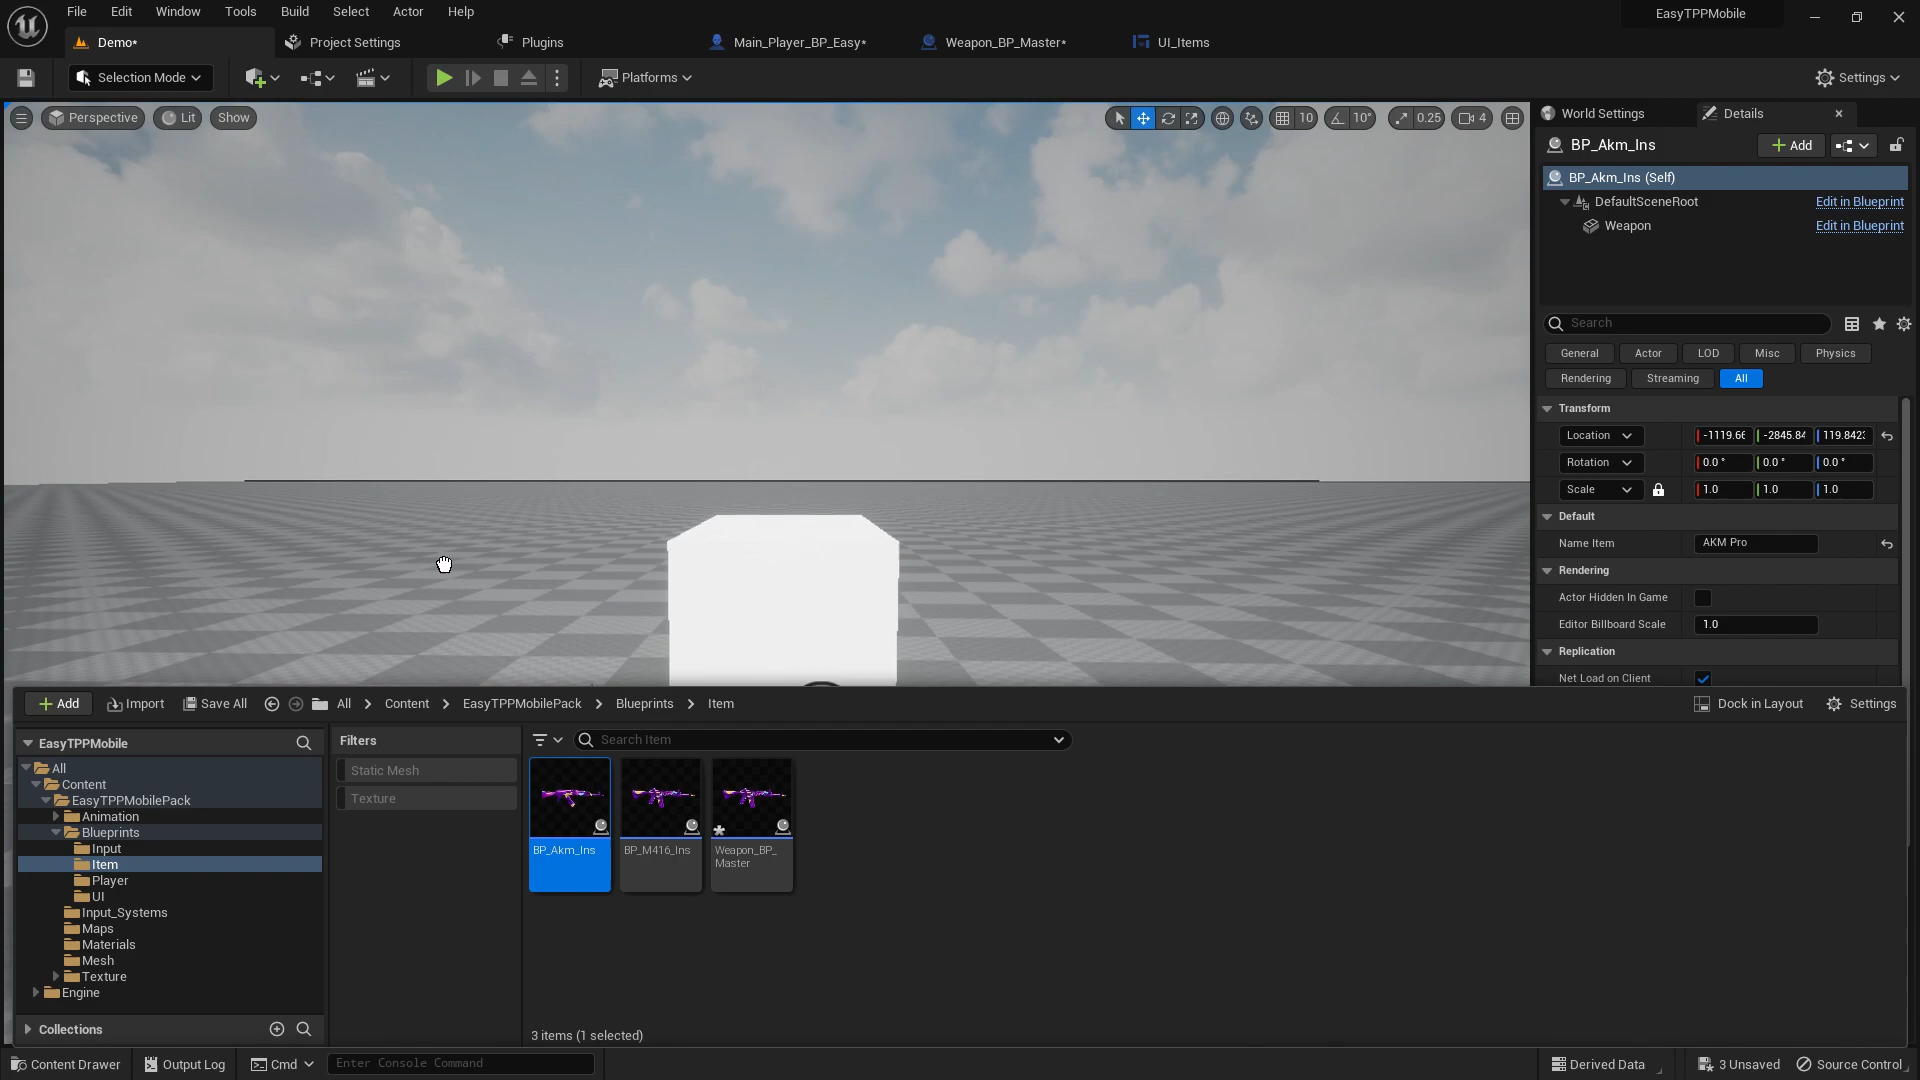 File Edit Window Tools Build Select Actor Help
EasyTPPMobile
Demo*
Project Settings
Plugins
Main_Player_BP_Easy*
Weapon_BP_Master*
UI_Items
Selection Mode
Platforms
Settings
Perspective
Lit
Show
10
10°
0.25
4
World Settings
Details
BP_Akm_Ins
Add
BP_Akm_Ins (Self)
DefaultSceneRoot
Edit in Blueprint
Weapon
Edit in Blueprint
Search
General
Actor
LOD
Misc
Physics
Rendering
Streaming
All
Transform
Location
-1119.66
-2845.84
119.8423
Rotation
0.0 °
0.0 °
0.0 °
Scale
1.0
1.0
1.0
Default
Name Item
AKM Pro
Rendering
Actor Hidden In Game
Editor Billboard Scale
1.0
Replication
Net Load on Client
Add
Import
Save All
All
Content
EasyTPPMobilePack
Blueprints
Item
Dock in Layout
Settings
EasyTPPMobile
All
Content
EasyTPPMobilePack
Animation
Blueprints
Input
Item
Player
UI
Input_Systems
Maps
Materials
Mesh
Texture
Engine
Collections
Filters
Static Mesh
Texture
Search Item
BP_Akm_Ins
BP_M416_Ins
Weapon_BP_
Master
3 items (1 selected)
Content Drawer
Output Log
Cmd
Enter Console Command
Derived Data
3 Unsaved
Source Control